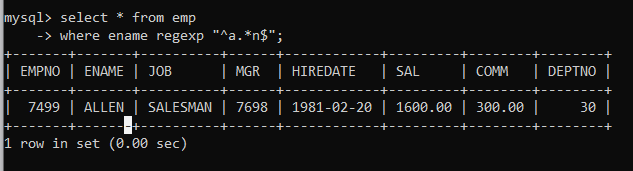 mysql> select * from emp
    -> where ename regexp "^a.*n$";
+-------+-------+----------+------+------------+---------+--------+--------+
| EMPNO | ENAME | JOB      | MGR  | HIREDATE   | SAL     | COMM   | DEPTNO |
+-------+-------+----------+------+------------+---------+--------+--------+
|  7499 | ALLEN | SALESMAN | 7698 | 1981-02-20 | 1600.00 | 300.00 |     30 |
+-------+-------+----------+------+------------+---------+--------+--------+
1 row in set (0.00 sec)